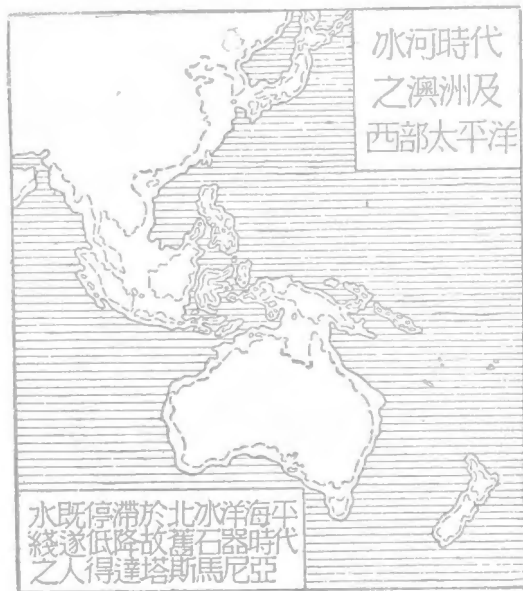 冰河時代
之澳洲及
西部太平洋
水既停滯於北冰洋海平
綫遂低降故舊石器時代
之人得達塔斯馬尼亞